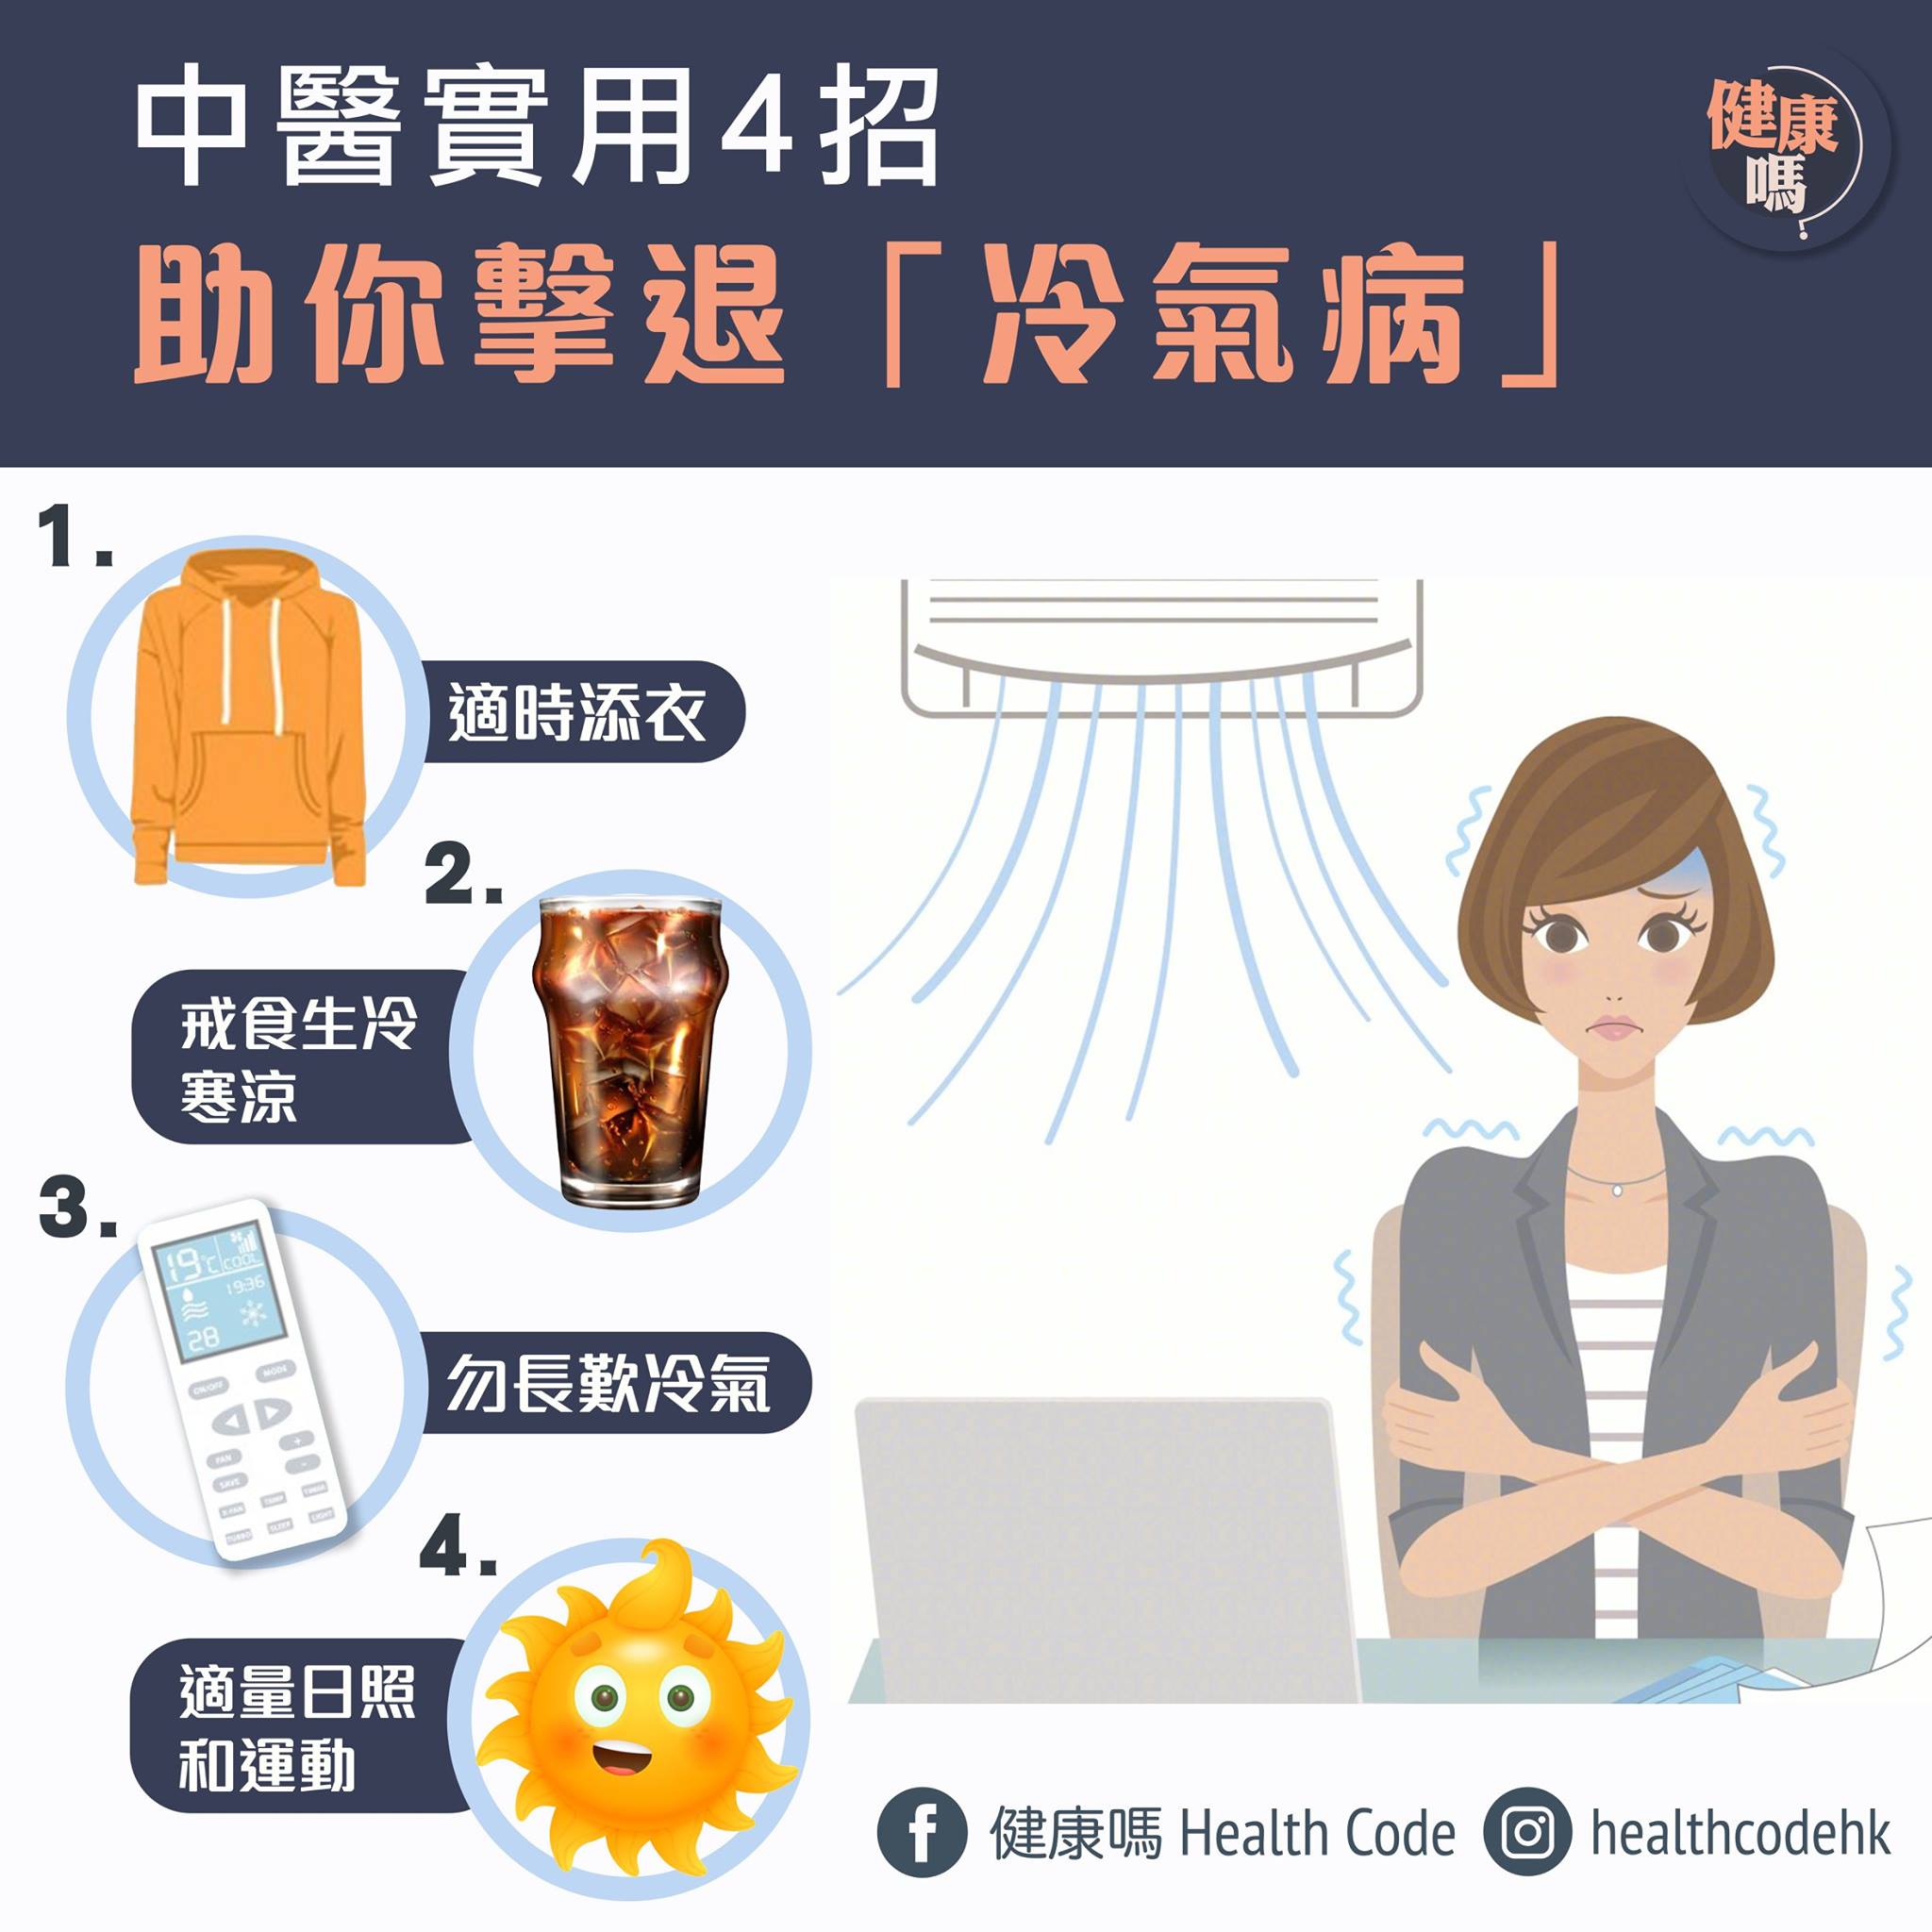 中醫實用4招
健康
嗎?
助你擊退「冷氣病」
1.
適時添衣
2.
戒食生冷
寒涼
3.
19°C COOL
19:36
28
ON/OFF MODE
FAN
+
-
SAVE
TURBO SLEEP LIGHT
勿長歎冷氣
4.
適量日照
和運動
f 健康嗎 Health Code healthcodehk